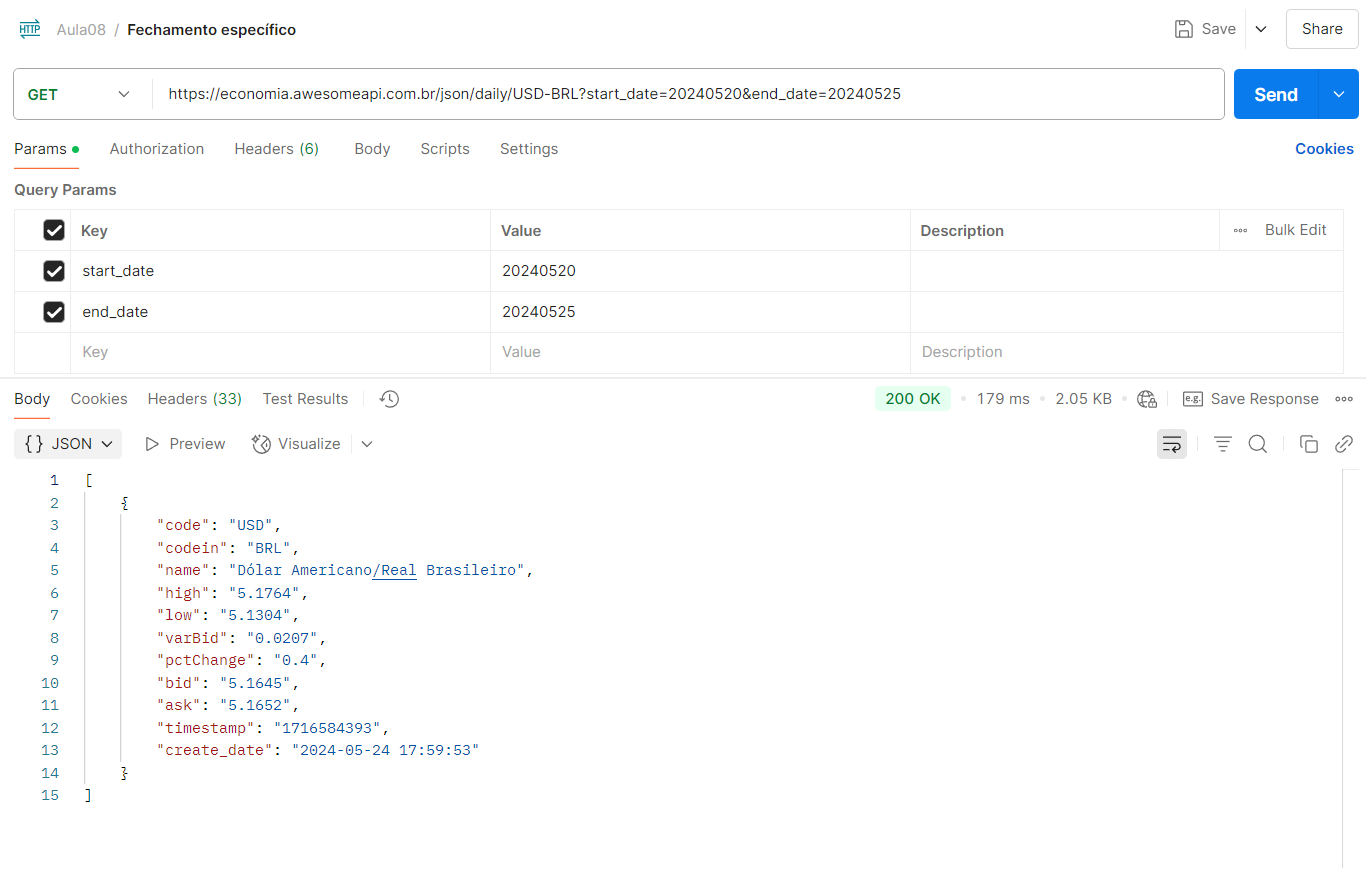 HTTP Aula08 / Fechamento específico Save Share
GET https://economia.awesomeapi.com.br/json/daily/USD-BRL?start_date=20240520&end_date=20240525 Send
Params Authorization Headers (6) Body Scripts Settings Cookies
Query Params
Key Value Description Bulk Edit
start_date 20240520
end_date 20240525
Key Value Description
Body Cookies Headers (33) Test Results 200 OK 179 ms 2.05 KB e.g. Save Response
{} JSON Preview Visualize
1 [
2 {
3 "code": "USD",
4 "codein": "BRL",
5 "name": "Dólar Americano/Real Brasileiro",
6 "high": "5.1764",
7 "low": "5.1304",
8 "varBid": "0.0207",
9 "pctChange": "0.4",
10 "bid": "5.1645",
11 "ask": "5.1652",
12 "timestamp": "1716584393",
13 "create_date": "2024-05-24 17:59:53"
14 }
15 ]